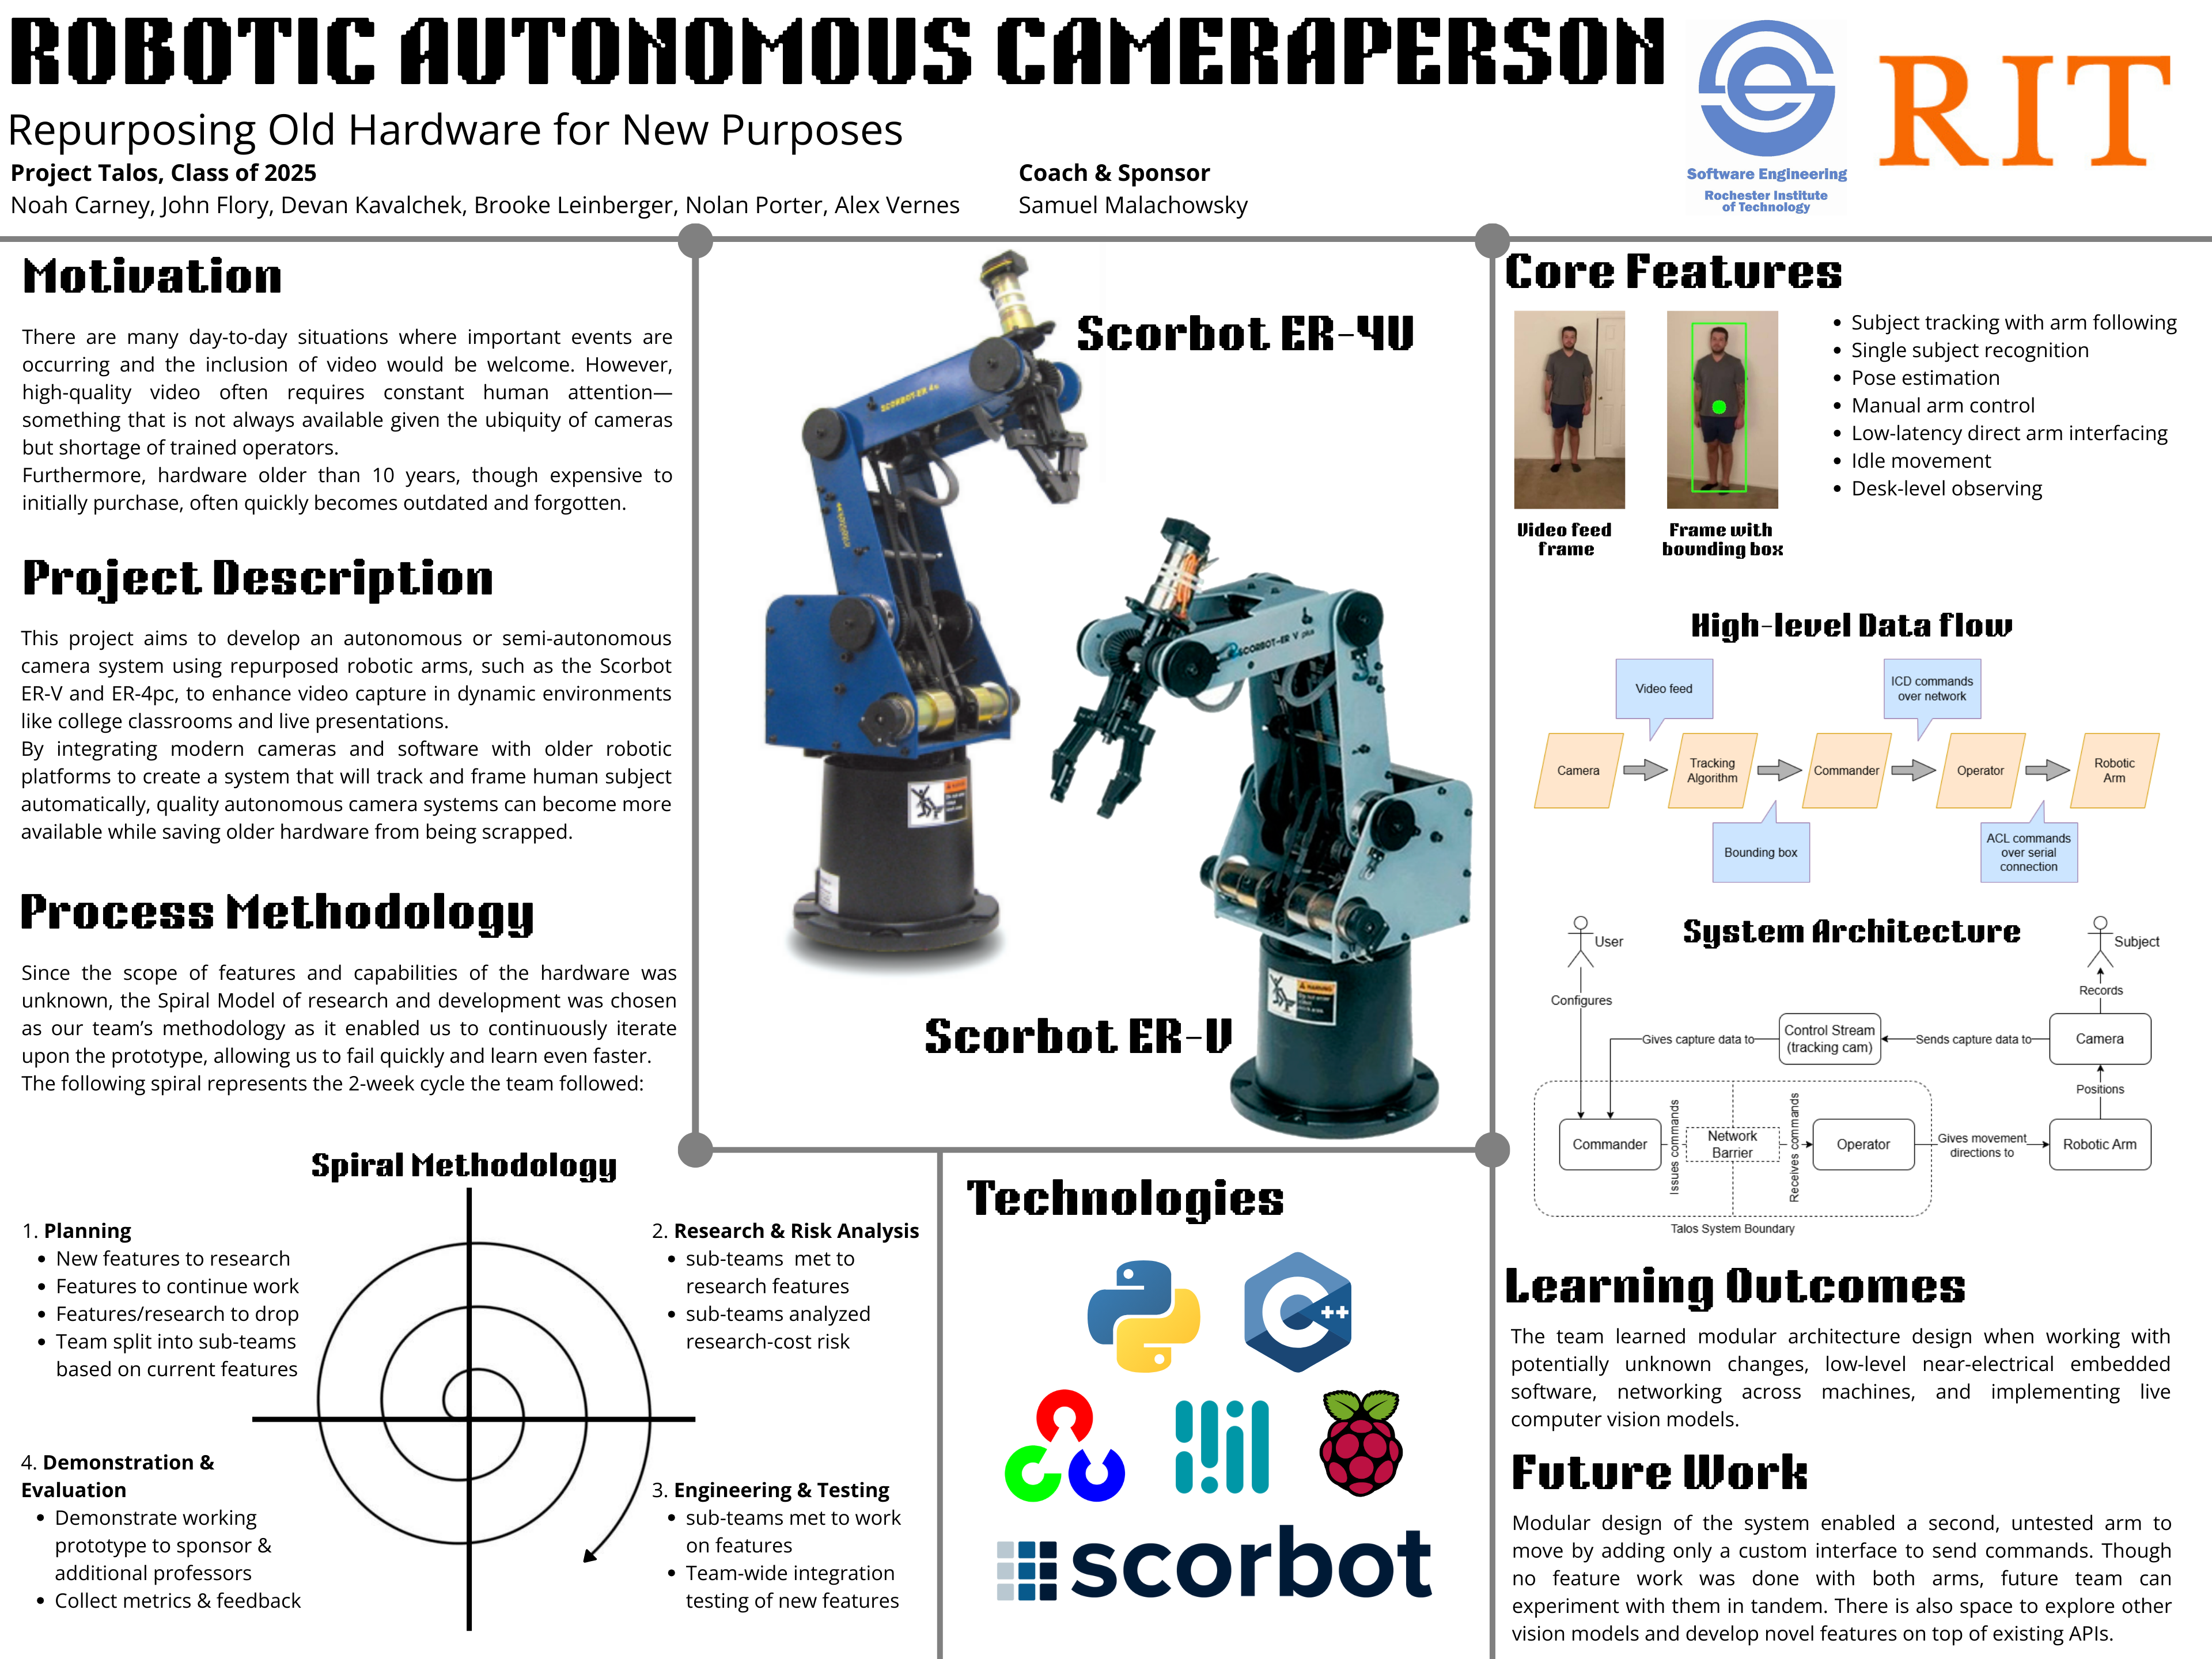 ROBOTIC AUTONOMOUS CAMERAPERSON
Repurposing Old Hardware for New Purposes
Project Talos, Class of 2025
Noah Carney, John Flory, Devan Kavalchek, Brooke Leinberger, Nolan Porter, Alex Vernes
Coach & Sponsor
Samuel Malachowsky
Software Engineering
Rochester Institute
of Technology
RIT
Motivation
There are many day-to-day situations where important events are
occurring and the inclusion of video would be welcome. However,
high-quality video often requires constant human attention—
something that is not always available given the ubiquity of cameras
but shortage of trained operators.
Furthermore, hardware older than 10 years, though expensive to
initially purchase, often quickly becomes outdated and forgotten.
Project Description
This project aims to develop an autonomous or semi-autonomous
camera system using repurposed robotic arms, such as the Scorbot
ER-V and ER-4pc, to enhance video capture in dynamic environments
like college classrooms and live presentations.
By integrating modern cameras and software with older robotic
platforms to create a system that will track and frame human subject
automatically, quality autonomous camera systems can become more
available while saving older hardware from being scrapped.
Process Methodology
Since the scope of features and capabilities of the hardware was
unknown, the Spiral Model of research and development was chosen
as our team's methodology as it enabled us to continuously iterate
upon the prototype, allowing us to fail quickly and learn even faster.
The following spiral represents the 2-week cycle the team followed:
Spiral Methodology
1. Planning
• New features to research
• Features to continue work
• Features/research to drop
• Team split into sub-teams
based on current features
2. Research & Risk Analysis
• sub-teams met to
research features
• sub-teams analyzed
research-cost risk
3. Engineering & Testing
• sub-teams met to work
on features
• Team-wide integration
testing of new features
4. Demonstration &
Evaluation
• Demonstrate working
prototype to sponsor &
additional professors
• Collect metrics & feedback
Scorbot ER-4U
SCORBOT-ER 4u
SCORBOT-ER V plus
WARNING
Scorbot ER-V
Technologies
C++
scorbot
Core Features
Video feed
frame
Frame with
bounding box
• Subject tracking with arm following
• Single subject recognition
• Pose estimation
• Manual arm control
• Low-latency direct arm interfacing
• Idle movement
• Desk-level observing
High-level Data flow
Video feed
ICD commands
over network
Camera
Tracking
Algorithm
Commander
Operator
Robotic
Arm
Bounding box
ACL commands
over serial
connection
System Architecture
User
Subject
Configures
Records
Gives capture data to
Control Stream
(tracking cam)
Sends capture data to
Camera
Positions
Commander
Issues commands
Network
Barrier
Receives commands
Operator
Gives movement
directions to
Robotic Arm
Talos System Boundary
Learning Outcomes
The team learned modular architecture design when working with
potentially unknown changes, low-level near-electrical embedded
software, networking across machines, and implementing live
computer vision models.
Future Work
Modular design of the system enabled a second, untested arm to
move by adding only a custom interface to send commands. Though
no feature work was done with both arms, future team can
experiment with them in tandem. There is also space to explore other
vision models and develop novel features on top of existing APIs.